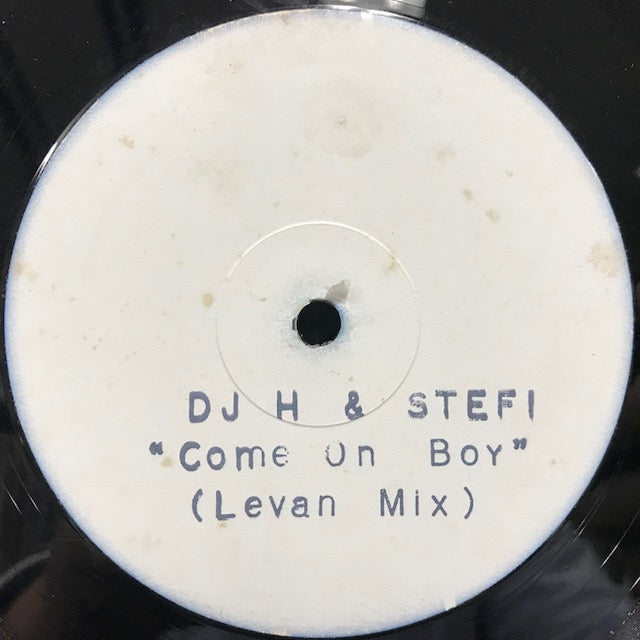 DJ H & STEFI
"Come On Boy"
(Levan Mix)